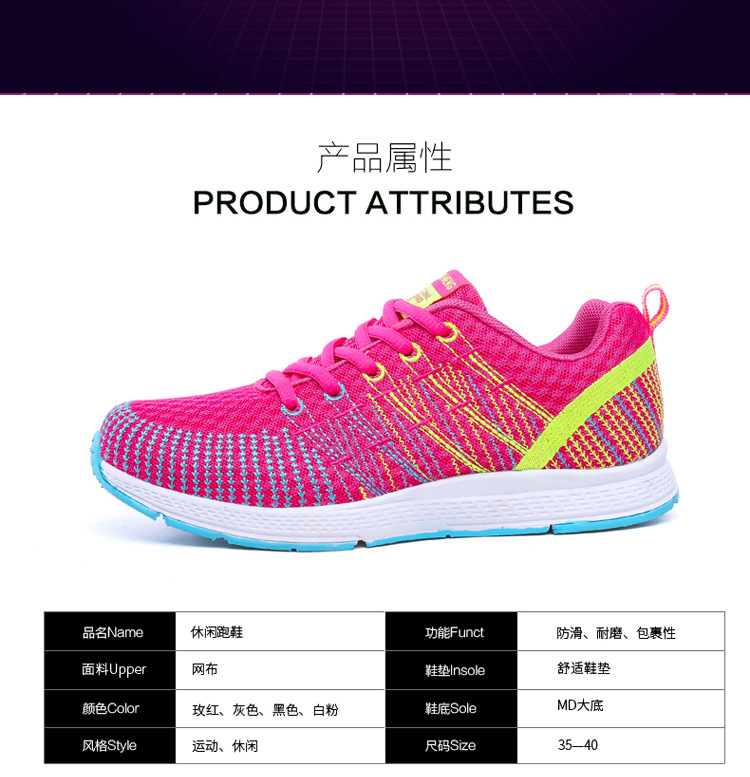 产品属性
PRODUCT ATTRIBUTES
品名Name 休闲跑鞋 功能Funct 防滑、耐磨、包裹性
面料Upper 网布 鞋垫Insole 舒适鞋垫
颜色Color 玫红、灰色、黑色、白粉 鞋底Sole MD大底
风格Style 运动、休闲 尺码Size 35—40